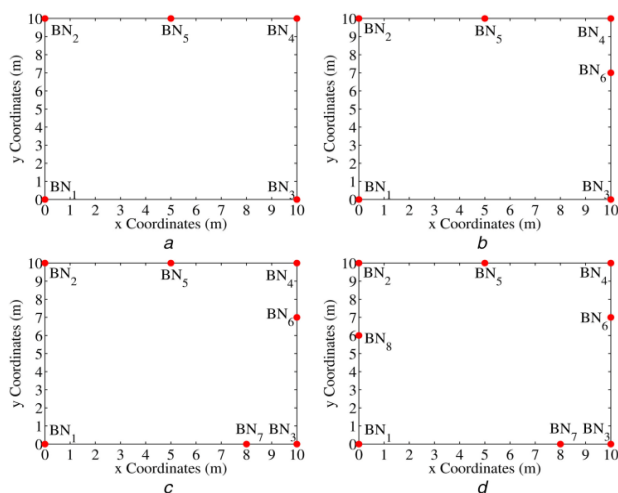 10
9
8
7
6
5
4
3
2
1
0
y Coordinates (m)
BN2
BN5
BN4
BN1
BN3
0 1 2 3 4 5 6 7 8 9 10
x Coordinates (m)
a
10
9
8
7
6
5
4
3
2
1
0
y Coordinates (m)
BN2
BN5
BN4
BN6
BN1
BN3
0 1 2 3 4 5 6 7 8 9 10
x Coordinates (m)
b
10
9
8
7
6
5
4
3
2
1
0
y Coordinates (m)
BN2
BN5
BN4
BN6
BN1
BN7
BN3
0 1 2 3 4 5 6 7 8 9 10
x Coordinates (m)
c
10
9
8
7
6
5
4
3
2
1
0
y Coordinates (m)
BN2
BN5
BN4
BN6
BN8
BN1
BN7
BN3
0 1 2 3 4 5 6 7 8 9 10
x Coordinates (m)
d